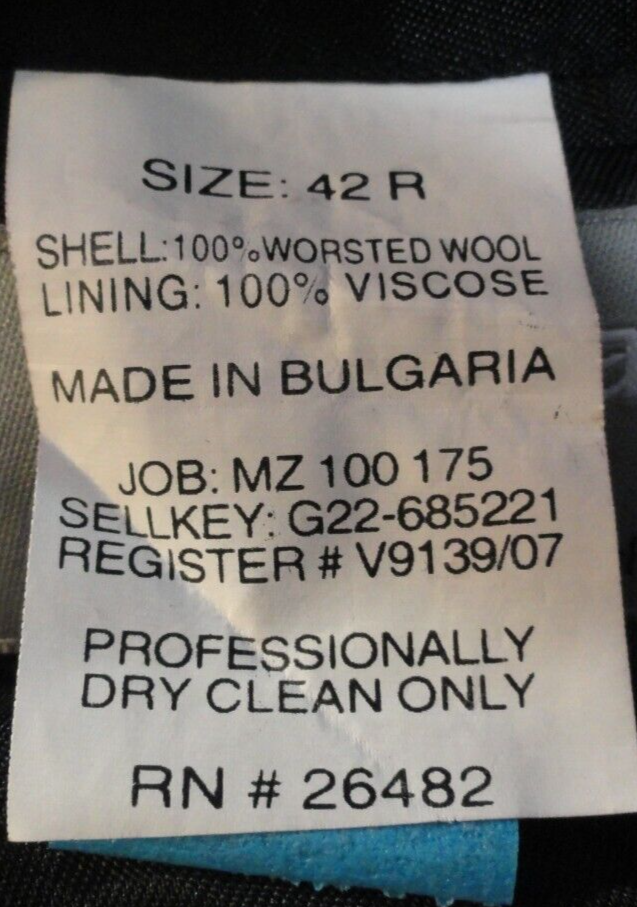 SIZE: 42 R
SHELL:100%WORSTED WOOL
LINING: 100% VISCOSE
MADE IN BULGARIA
JOB: MZ 100 175
SELLKEY: G22-685221
REGISTER # V9139/07
PROFESSIONALLY
DRY CLEAN ONLY
RN # 26482